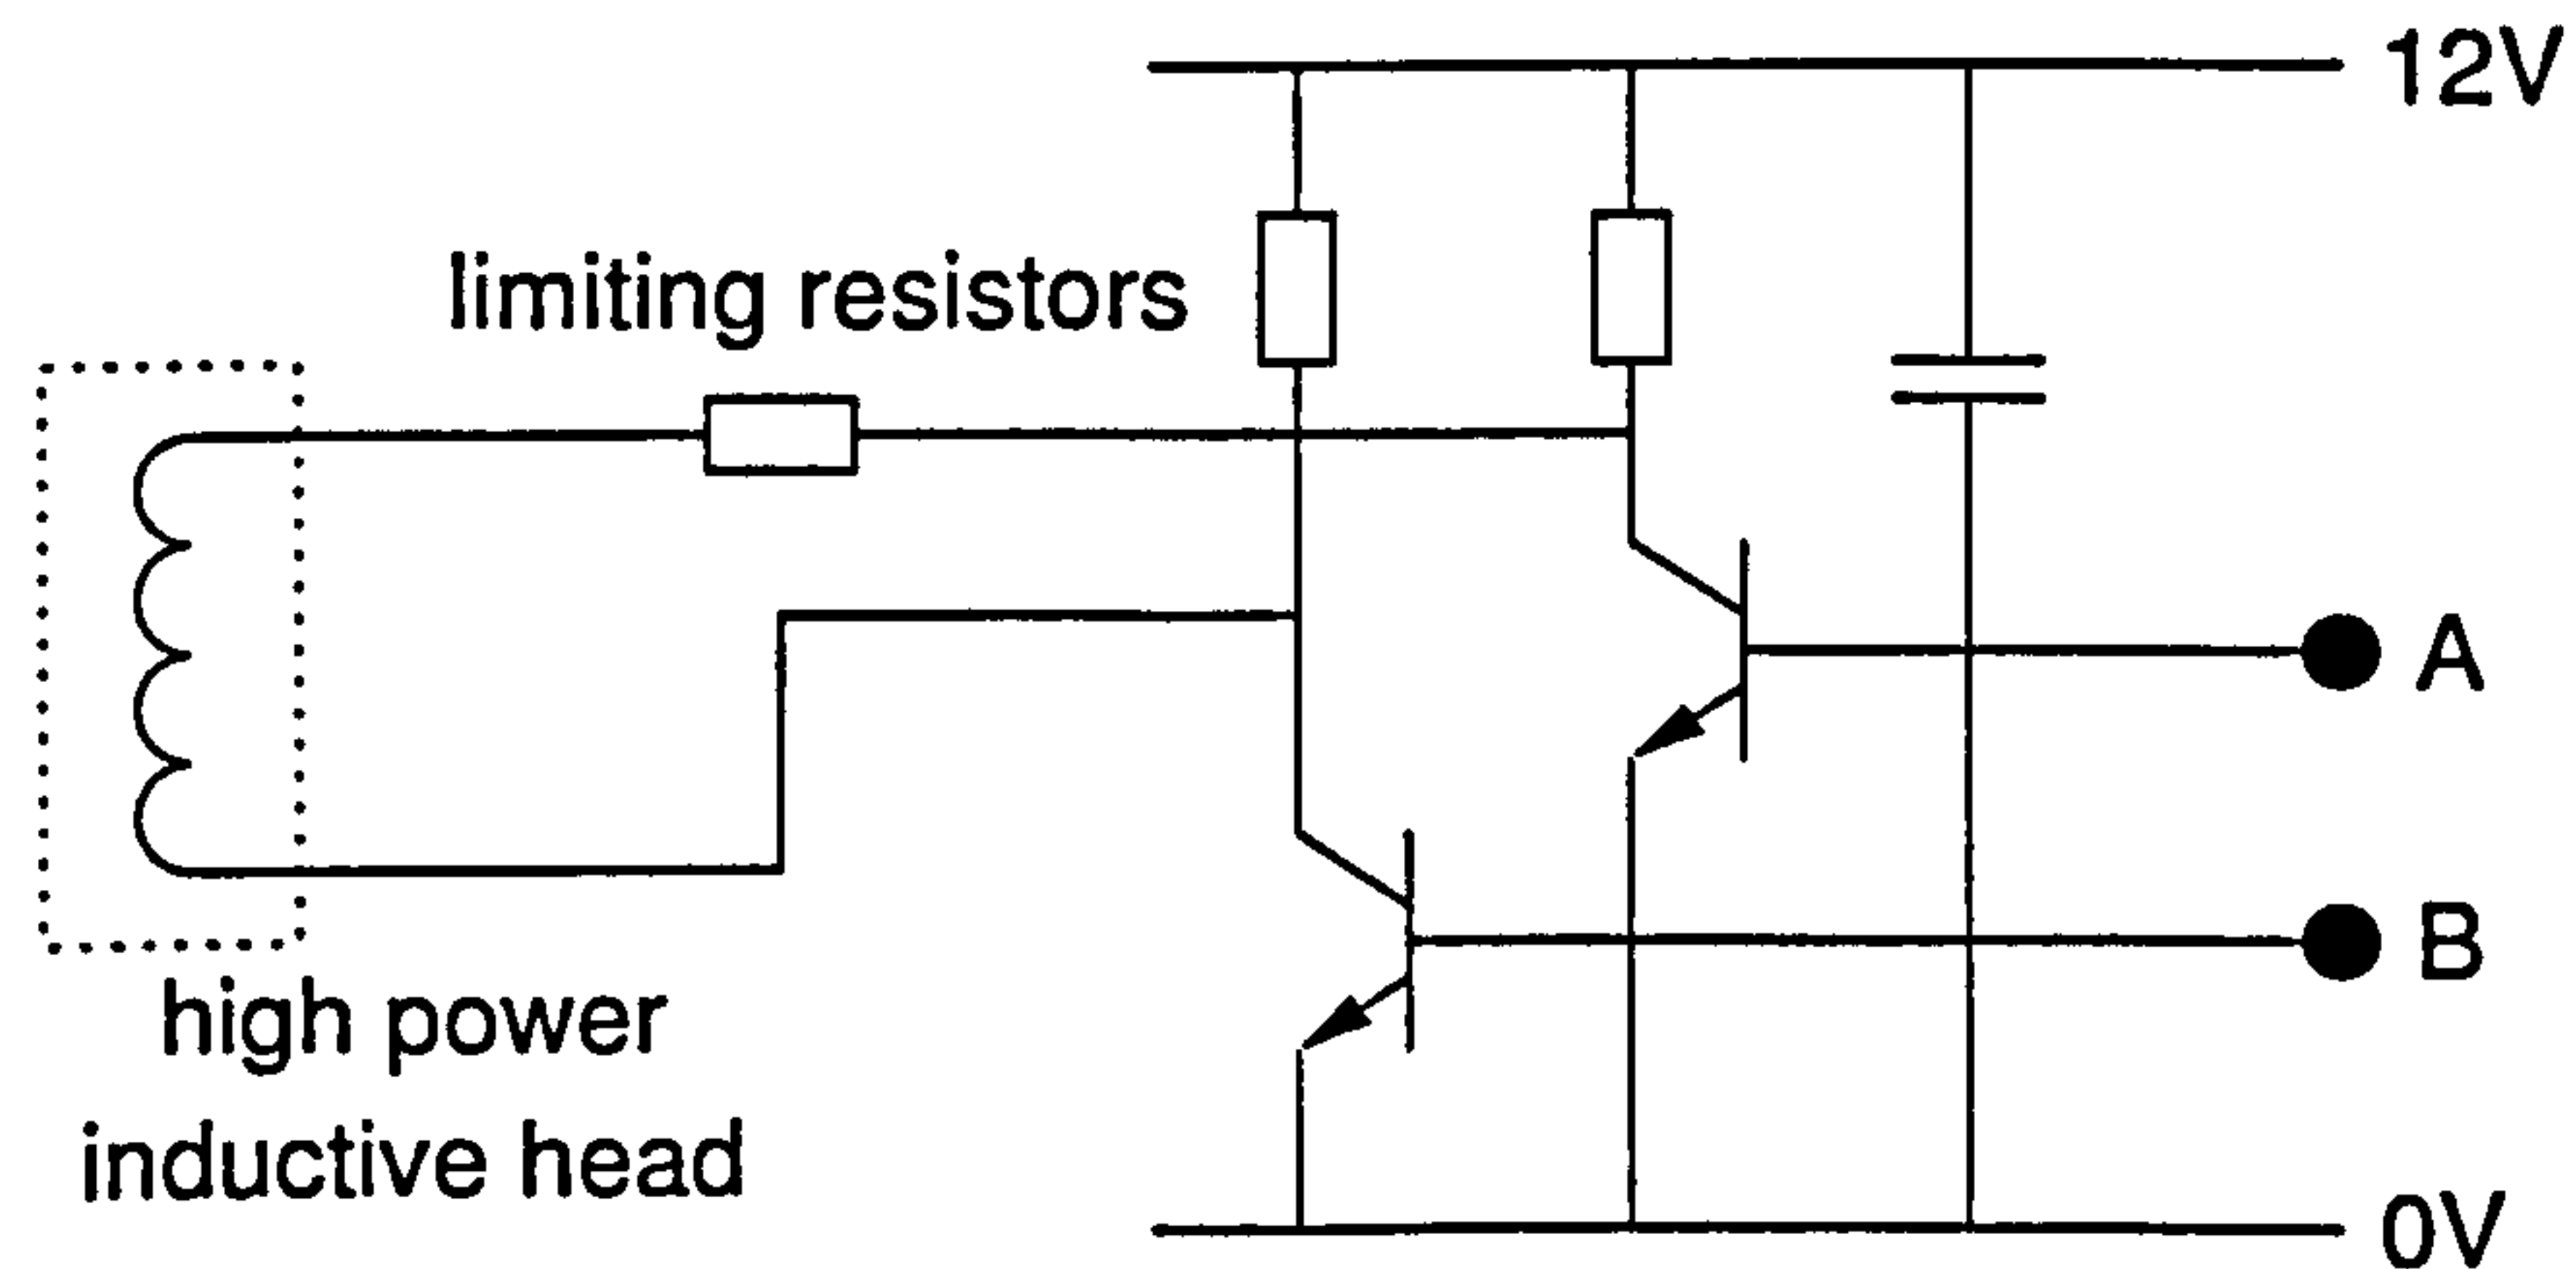 12V
limiting resistors
A
B
high power
inductive head
0V